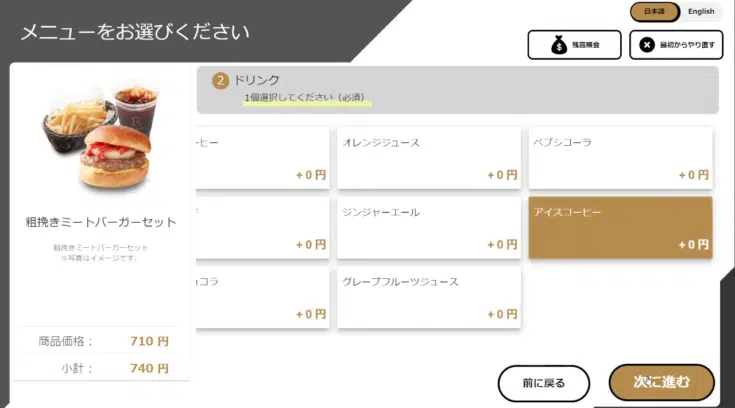 メニューをお選びください
日本語
English
残高照会
最初からやり直す
2 ドリンク
1個選択してください（必須）
ーヒー
+0円
オレンジジュース
+0円
ペプシコーラ
+0円
+0円
ジンジャーエール
+0円
アイスコーヒー
+0円
コラ
+0円
グレープフルーツジュース
+0円
粗挽きミートバーガーセット
粗挽きミートバーガーセット
※写真はイメージです。
商品価格： 710 円
小計： 740 円
前に戻る
次に進む